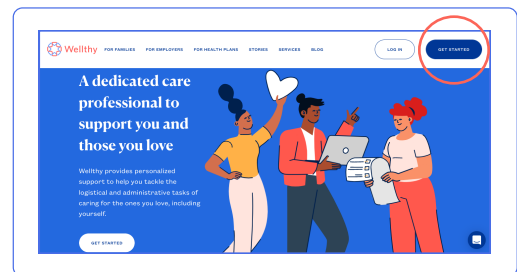 Wellthy FOR FAMILIES FOR EMPLOYERS FOR HEALTH PLANS STORIES SERVICES BLOG LOG IN GET STARTED
A dedicated care
professional to
support you and
those you love
Wellthy provides personalized
support to help you tackle the
logistical and administrative tasks of
caring for the ones you love, including
yourself.
GET STARTED